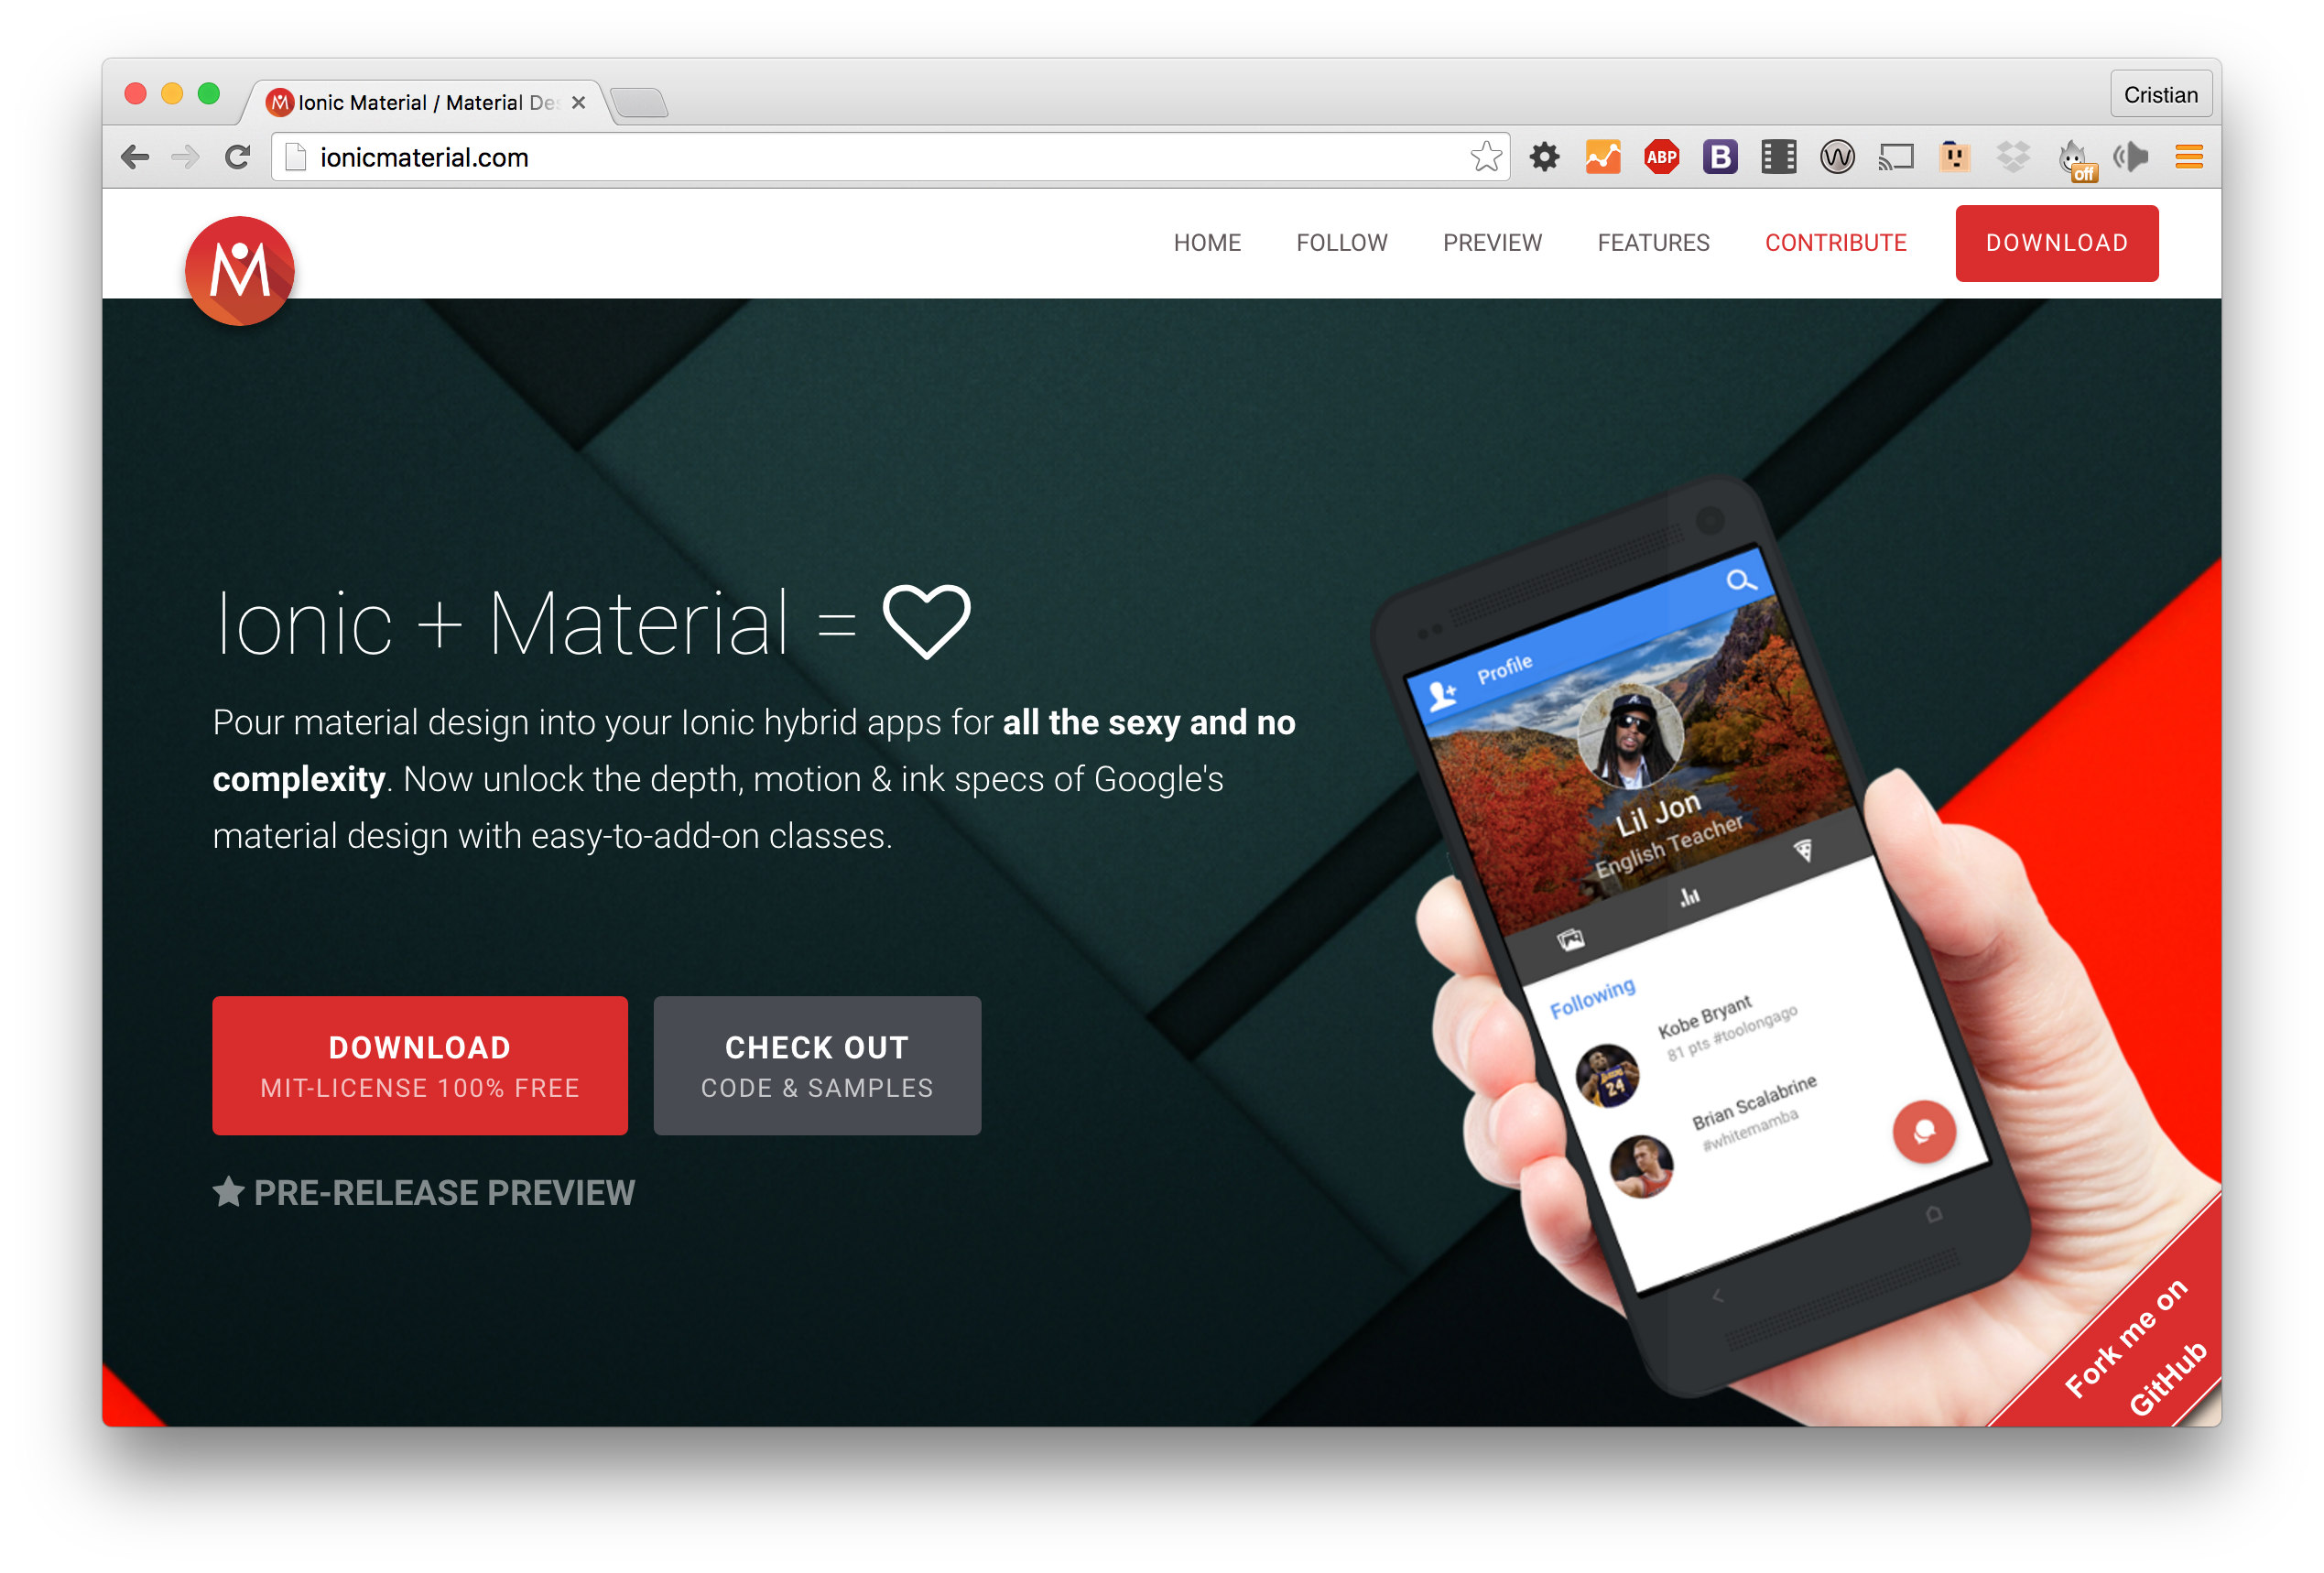 Ionic Material / Material Des
Cristian
ionicmaterial.com
ABP
B
W
off
M
HOME
FOLLOW
PREVIEW
FEATURES
CONTRIBUTE
DOWNLOAD
Ionic + Material =
Pour material design into your Ionic hybrid apps for all the sexy and no
complexity. Now unlock the depth, motion & ink specs of Google's
material design with easy-to-add-on classes.
DOWNLOAD
MIT-LICENSE 100% FREE
CHECK OUT
CODE & SAMPLES
PRE-RELEASE PREVIEW
Profile
Lil Jon
English Teacher
Following
Kobe Bryant
81 pts #toolongago
24
Brian Scalabrine
#whitemamba
Fork me on
GitHub